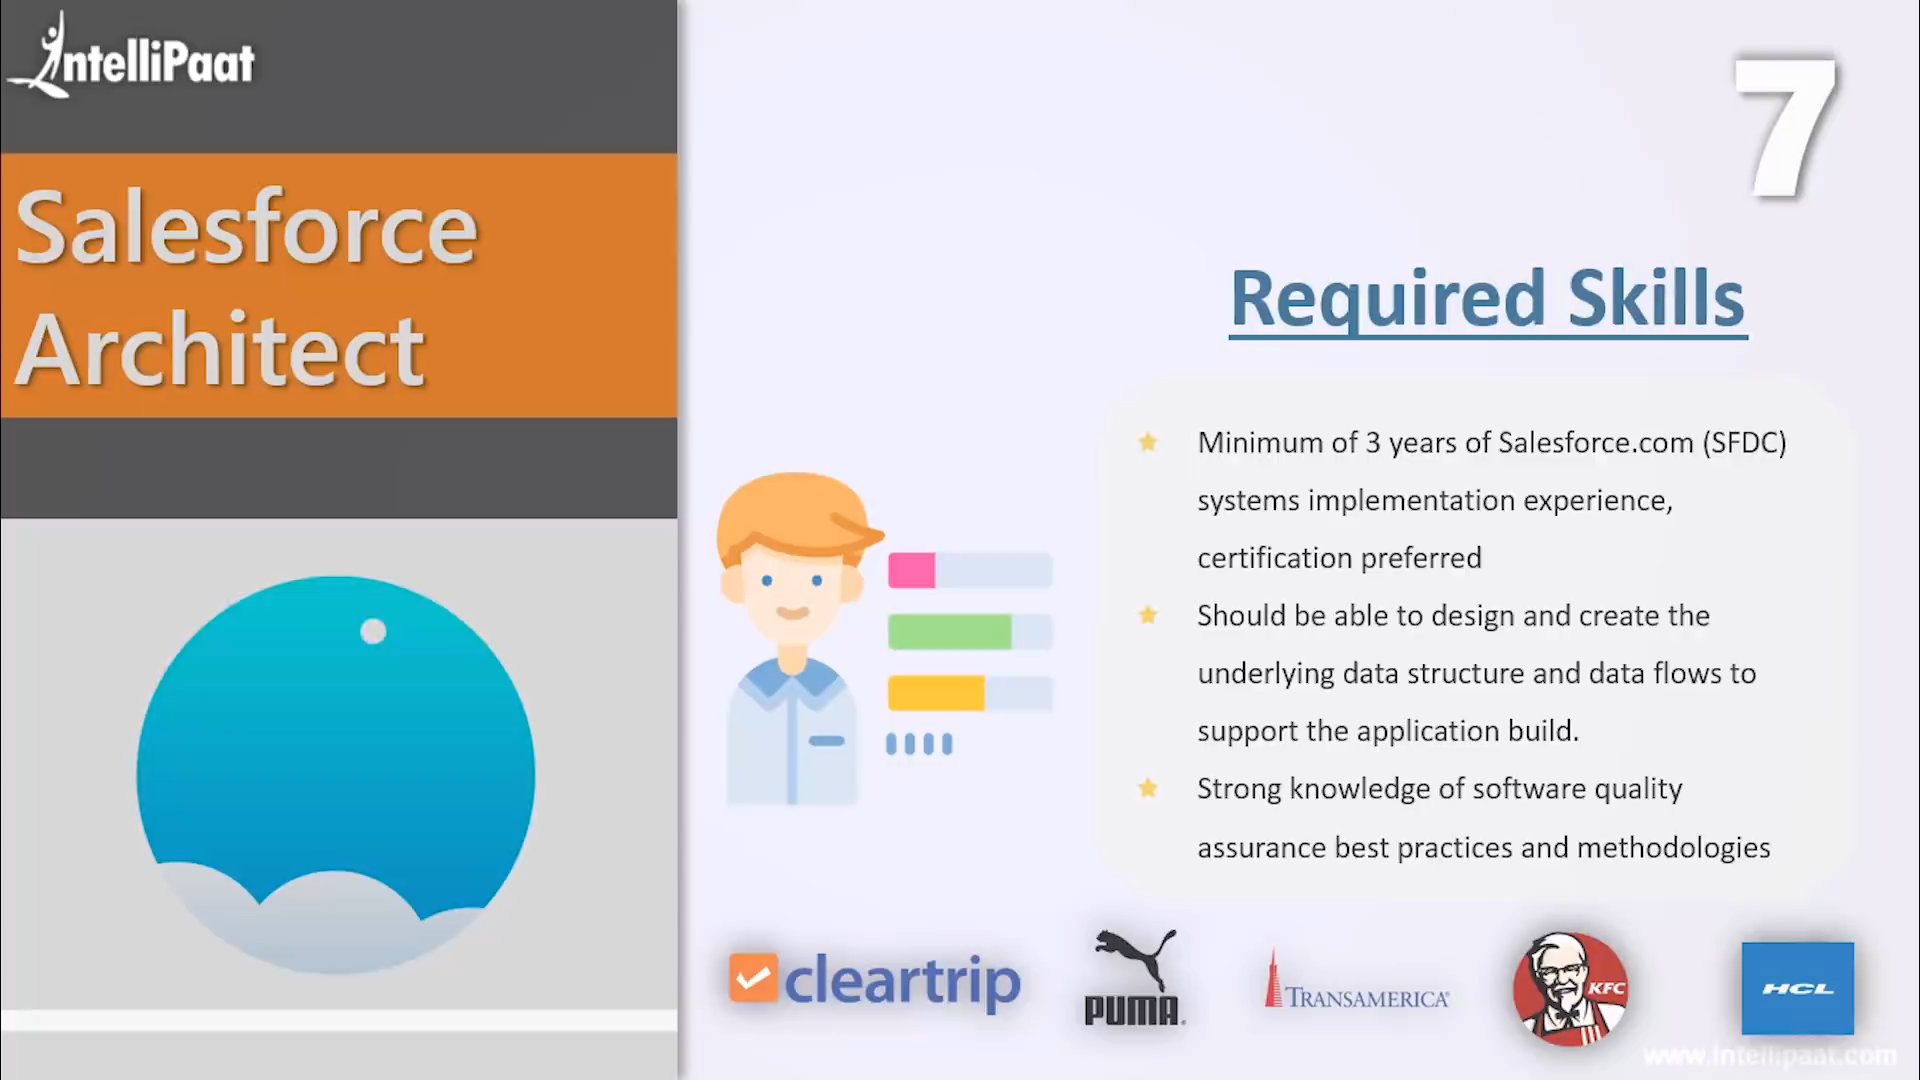 IntelliPaat
7
Salesforce
Architect
Required Skills
Minimum of 3 years of Salesforce.com (SFDC)
systems implementation experience,
certification preferred
Should be able to design and create the
underlying data structure and data flows to
support the application build.
Strong knowledge of software quality
assurance best practices and methodologies
cleartrip
PUMA
TRANSAMERICA
KFC
HCL
www.intellipaat.com